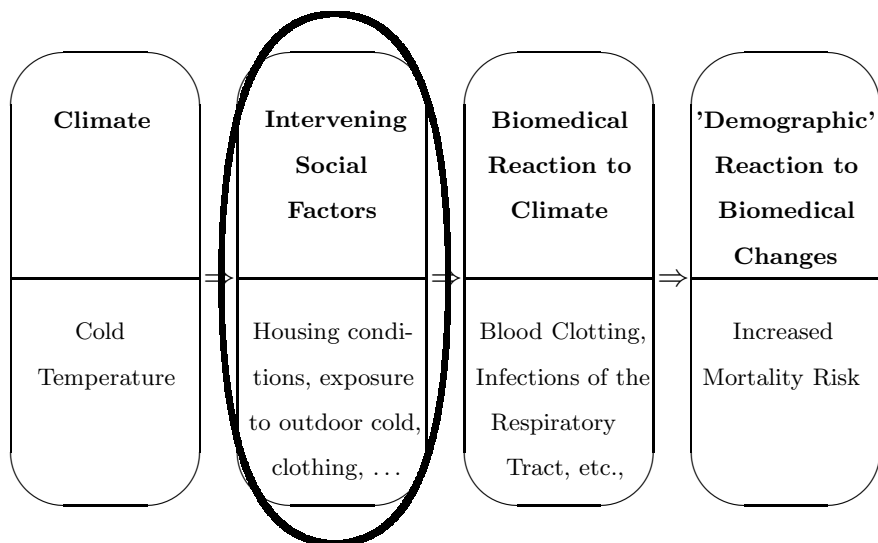 Climate
Cold
Temperature
⇒
Intervening
Social
Factors
Housing condi-
tions, exposure
to outdoor cold,
clothing, …
⇒
Biomedical
Reaction to
Climate
Blood Clotting,
Infections of the
Respiratory
Tract, etc.,
⇒
'Demographic'
Reaction to
Biomedical
Changes
Increased
Mortality Risk